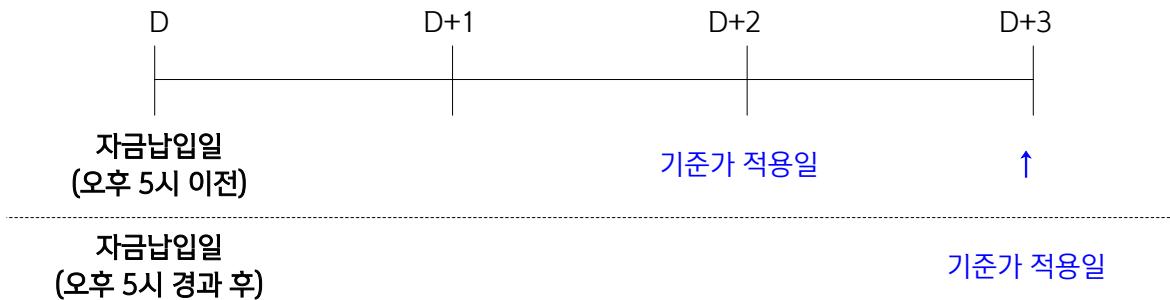 D D+1 D+2 D+3
자금납입일
(오후 5시 이전)
기준가 적용일 ↑
자금납입일
(오후 5시 경과 후)
기준가 적용일